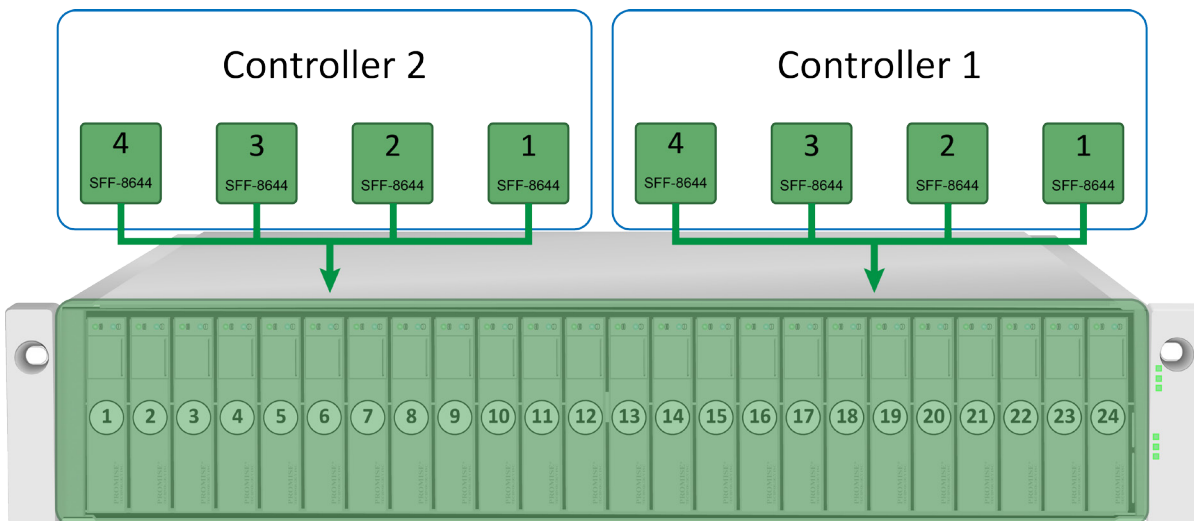 Controller 2
Controller 1
4 3 2 1
4 3 2 1
SFF-8644 SFF-8644 SFF-8644 SFF-8644
SFF-8644 SFF-8644 SFF-8644 SFF-8644
1 2 3 4 5 6 7 8 9 10 11 12 13 14 15 16 17 18 19 20 21 22 23 24